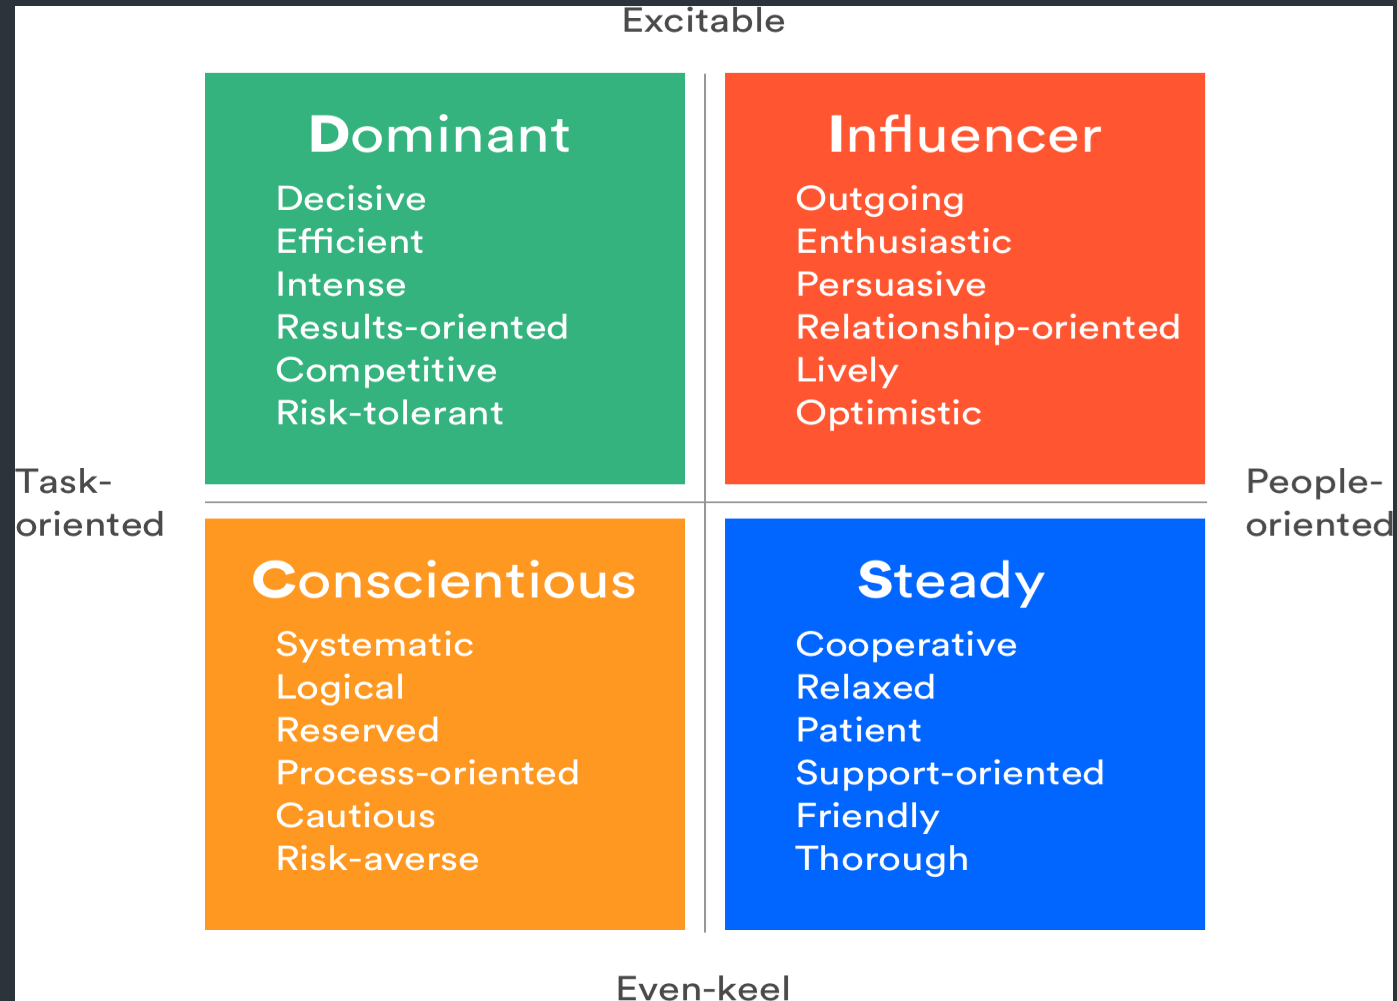 Excitable
Dominant
Decisive
Efficient
Intense
Results-oriented
Competitive
Risk-tolerant
Influencer
Outgoing
Enthusiastic
Persuasive
Relationship-oriented
Lively
Optimistic
Task-
oriented
People-
oriented
Conscientious
Systematic
Logical
Reserved
Process-oriented
Cautious
Risk-averse
Steady
Cooperative
Relaxed
Patient
Support-oriented
Friendly
Thorough
Even-keel